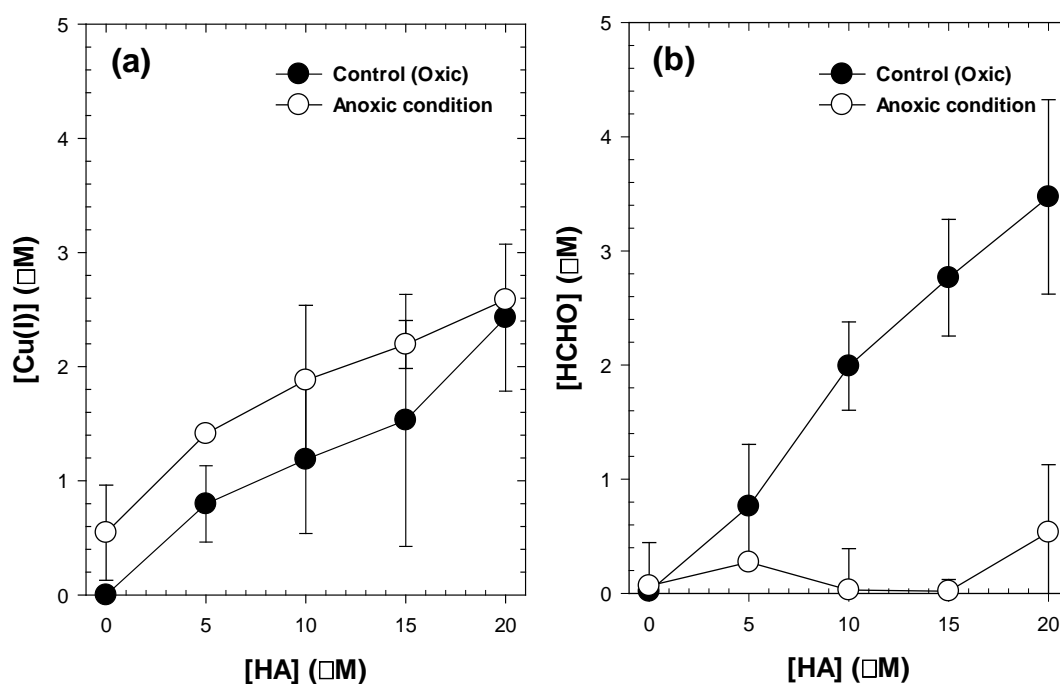 (a)
Control (Oxic)
Anoxic condition
[Cu(I)] (□M)
5
4
3
2
1
0
0 5 10 15 20
[HA] (□M)
(b)
Control (Oxic)
Anoxic condition
[HCHO] (□M)
5
4
3
2
1
0
0 5 10 15 20
[HA] (□M)